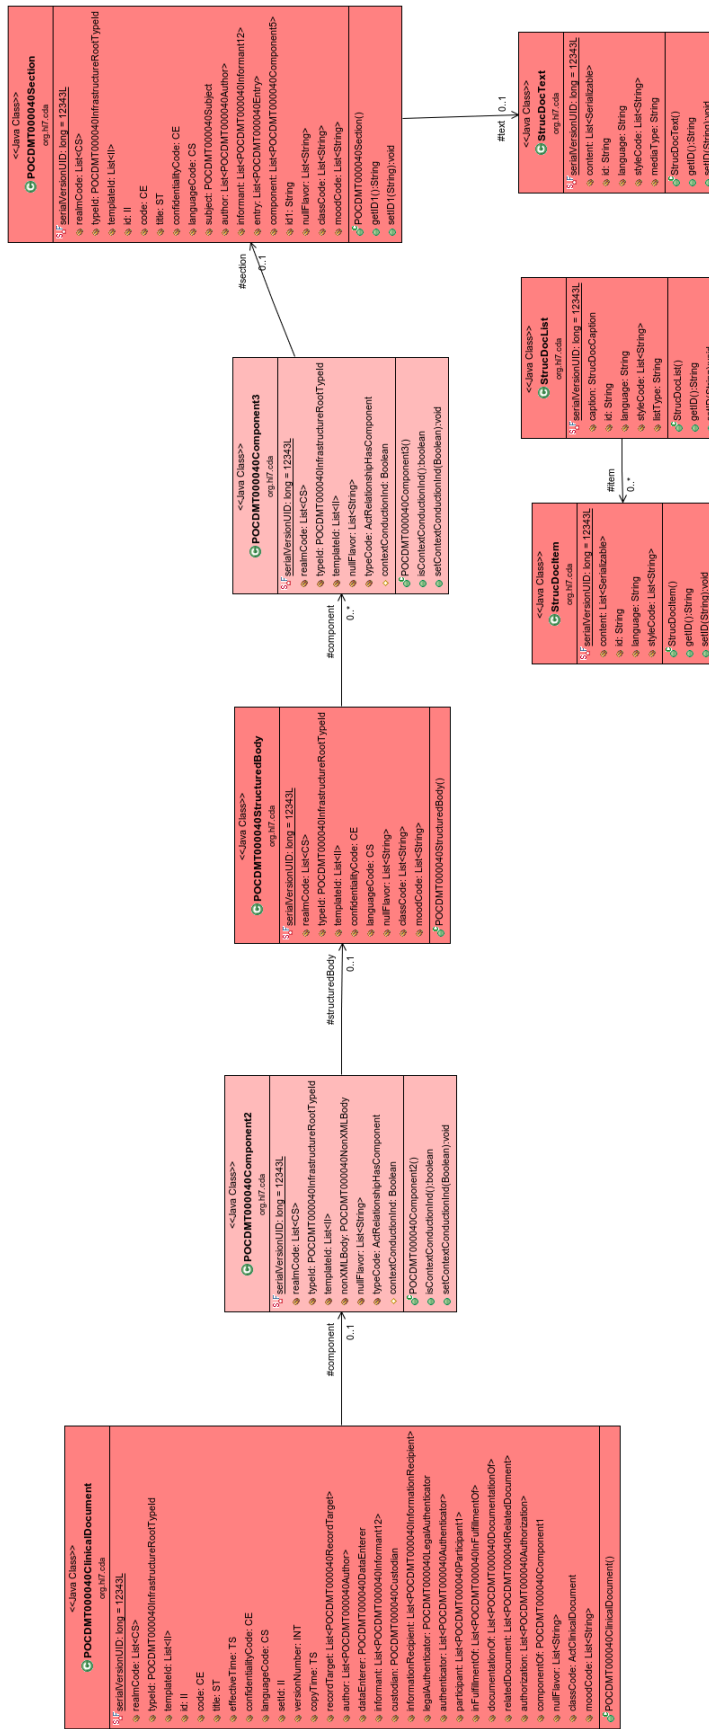 <<Java Class>>
POCDMT000040ClinicalDocument
org.hl7.cda
serialVersionUID: long = 12343L
realmCode: List<CS>
typeId: POCDMT000040InfrastructureRootTypeId
templateId: List<II>
id: II
code: CE
title: ST
effectiveTime: TS
confidentialityCode: CE
languageCode: CS
setId: II
versionNumber: INT
copyTime: TS
recordTarget: List<POCDMT000040RecordTarget>
author: List<POCDMT000040Author>
dataEnterer: POCDMT000040DataEnterer
informant: List<POCDMT000040Informant12>
custodian: POCDMT000040Custodian
informationRecipient: List<POCDMT000040InformationRecipient>
legalAuthenticator: POCDMT000040LegalAuthenticator
authenticator: List<POCDMT000040Authenticator>
participant: List<POCDMT000040Participant1>
inFulfillmentOf: List<POCDMT000040InFulfillmentOf>
documentationOf: List<POCDMT000040DocumentationOf>
relatedDocument: List<POCDMT000040RelatedDocument>
authorization: List<POCDMT000040Authorization>
componentOf: POCDMT000040Component1
nullFlavor: List<String>
classCode: ActClinicalDocument
moodCode: List<String>
POCDMT000040ClinicalDocument()
#component
0..1
<<Java Class>>
POCDMT000040Component2
org.hl7.cda
serialVersionUID: long = 12343L
realmCode: List<CS>
typeId: POCDMT000040InfrastructureRootTypeId
templateId: List<II>
nonXMLBody: POCDMT000040NonXMLBody
nullFlavor: List<String>
typeCode: ActRelationshipHasComponent
contextConductionInd: Boolean
POCDMT000040Component2()
isContextConductionInd():boolean
setContextConductionInd(Boolean):void
#structuredBody
0..1
<<Java Class>>
POCDMT000040StructuredBody
org.hl7.cda
serialVersionUID: long = 12343L
realmCode: List<CS>
typeId: POCDMT000040InfrastructureRootTypeId
templateId: List<II>
confidentialityCode: CE
languageCode: CS
nullFlavor: List<String>
classCode: List<String>
moodCode: List<String>
POCDMT000040StructuredBody()
#component
0..*
<<Java Class>>
POCDMT000040Component3
org.hl7.cda
serialVersionUID: long = 12343L
realmCode: List<CS>
typeId: POCDMT000040InfrastructureRootTypeId
templateId: List<II>
nullFlavor: List<String>
typeCode: ActRelationshipHasComponent
contextConductionInd: Boolean
POCDMT000040Component3()
isContextConductionInd():boolean
setContextConductionInd(Boolean):void
#section
0..1
<<Java Class>>
POCDMT000040Section
org.hl7.cda
serialVersionUID: long = 12343L
realmCode: List<CS>
typeId: POCDMT000040InfrastructureRootTypeId
templateId: List<II>
id: II
code: CE
title: ST
confidentialityCode: CE
languageCode: CS
subject: POCDMT000040Subject
author: List<POCDMT000040Author>
informant: List<POCDMT000040Informant12>
entry: List<POCDMT000040Entry>
component: List<POCDMT000040Component5>
id1: String
nullFlavor: List<String>
classCode: List<String>
moodCode: List<String>
POCDMT000040Section()
getID1():String
setID1(String):void
#text 0..1
<<Java Class>>
StrucDocItem
org.hl7.cda
serialVersionUID: long = 12343L
content: List<Serializable>
id: String
language: String
styleCode: List<String>
StrucDocItem()
getID():String
setID(String):void
#item
0..*
<<Java Class>>
StrucDocList
org.hl7.cda
serialVersionUID: long = 12343L
caption: StrucDocCaption
id: String
language: String
styleCode: List<String>
listType: String
StrucDocList()
getID():String
<<Java Class>>
StrucDocText
org.hl7.cda
serialVersionUID: long = 12343L
content: List<Serializable>
id: String
language: String
styleCode: List<String>
mediaType: String
StrucDocText()
getID():String
setID(String):void